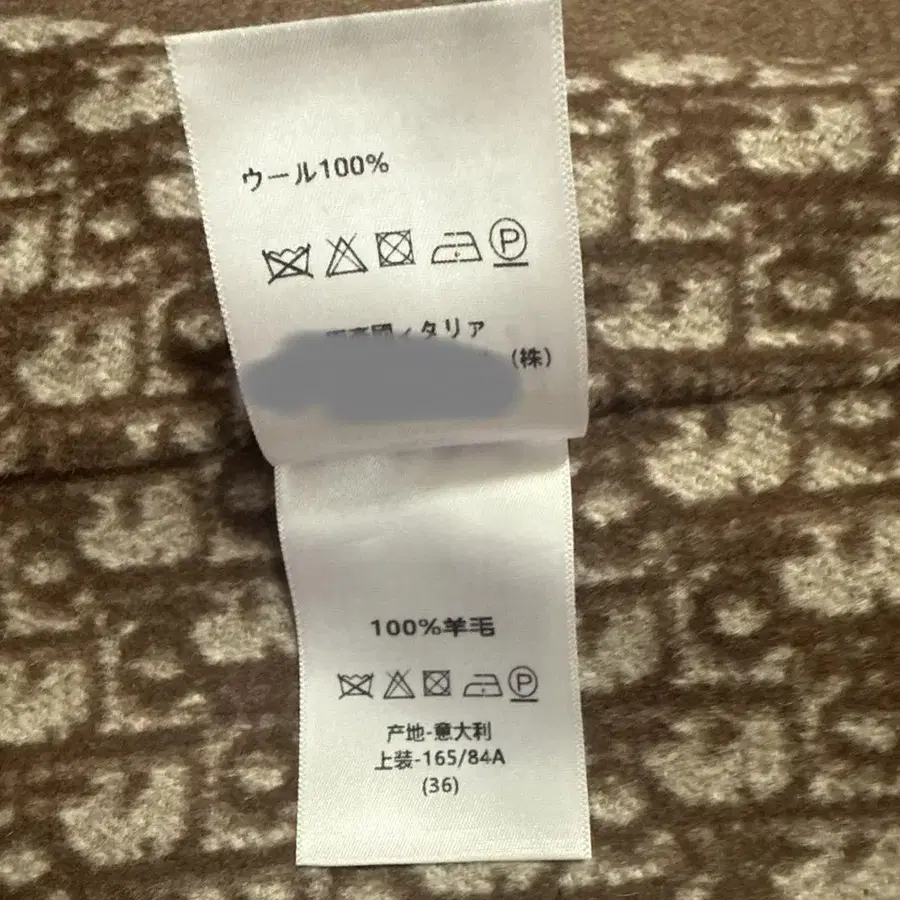 ウール100%
P
イタリア
(株)
100%羊毛
P
产地-意大利
上装-165/84A
(36)